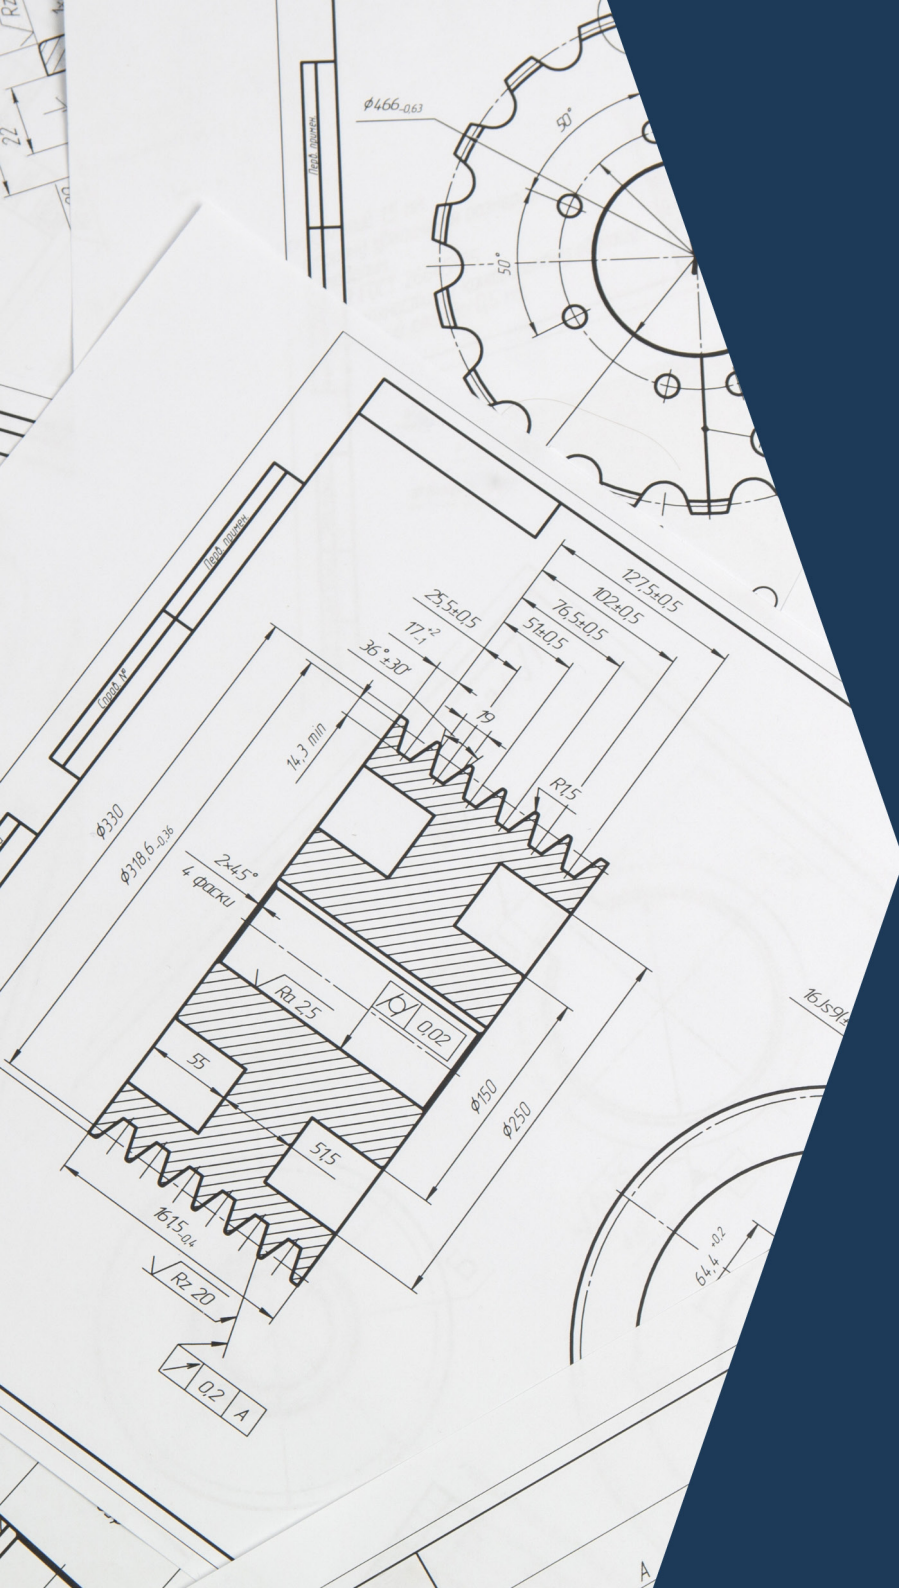 22
Перв. примен.
ϕ466-0,63
50°
50°
Перв. примен.
Справ. №
127,5±0,5
102±0,5
76,5±0,5
51±0,5
25,5±0,5
17+2-1
36°±30'
19
14,3 min
R1,5
ϕ330
ϕ318,6-0,36
2×45°
4 фаски
Ra 2,5
0,02
55
51,5
ϕ150
ϕ250
16Js9(±
64,4+0,2
161,5-0,4
Rz 20
0,2 A
A